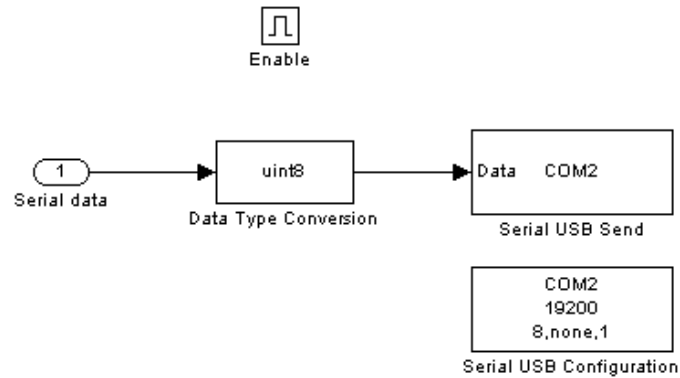 Enable
1
Serial data
uint8
Data Type Conversion
Data COM2
Serial USB Send
COM2
19200
8,none,1
Serial USB Configuration